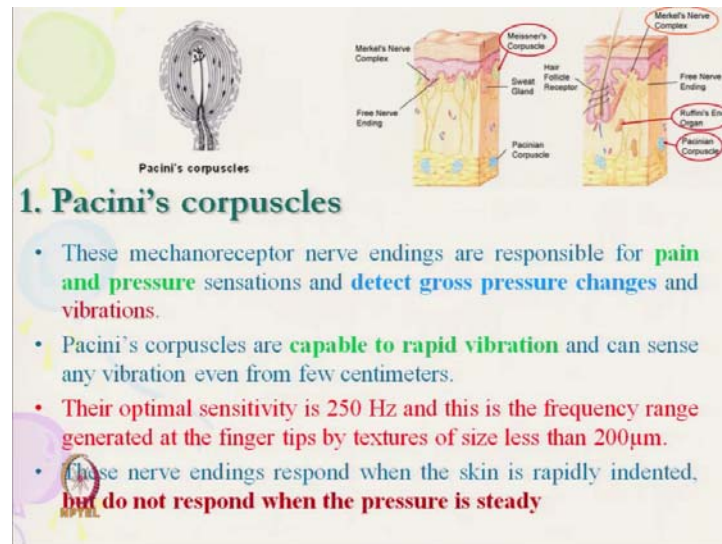 Merkel's Nerve
Complex
Meissner's
Corpuscle
Merkel's Nerve
Complex
Sweat
Gland
Hair
Follicle
Receptor
Free Nerve
Ending
Free Nerve
Ending
Ruffini's End
Organ
Pacinian
Corpuscle
Pacinian
Corpuscle
Pacini's corpuscles
1. Pacini's corpuscles
• These mechanoreceptor nerve endings are responsible for pain
and pressure sensations and detect gross pressure changes and
vibrations.
• Pacini's corpuscles are capable to rapid vibration and can sense
any vibration even from few centimeters.
• Their optimal sensitivity is 250 Hz and this is the frequency range
generated at the finger tips by textures of size less than 200μm.
• These nerve endings respond when the skin is rapidly indented,
but do not respond when the pressure is steady
NPTEL